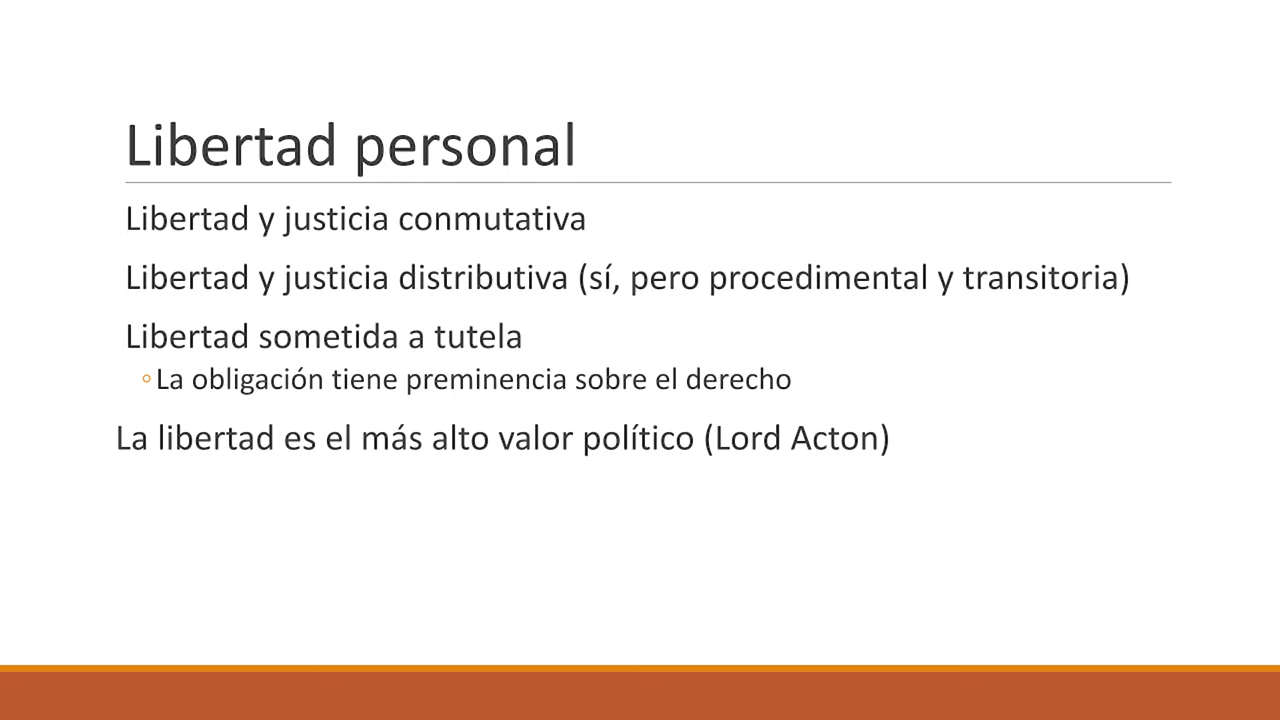 Libertad personal
Libertad y justicia conmutativa
Libertad y justicia distributiva (sí, pero procedimental y transitoria)
Libertad sometida a tutela
◦La obligación tiene preminencia sobre el derecho
La libertad es el más alto valor político (Lord Acton)